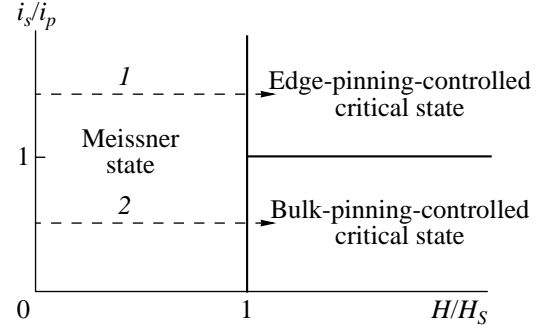 i_s/i_p
1
Edge-pinning-controlled
critical state
Meissner
state
1
2
Bulk-pinning-controlled
critical state
0
1
H/H_S